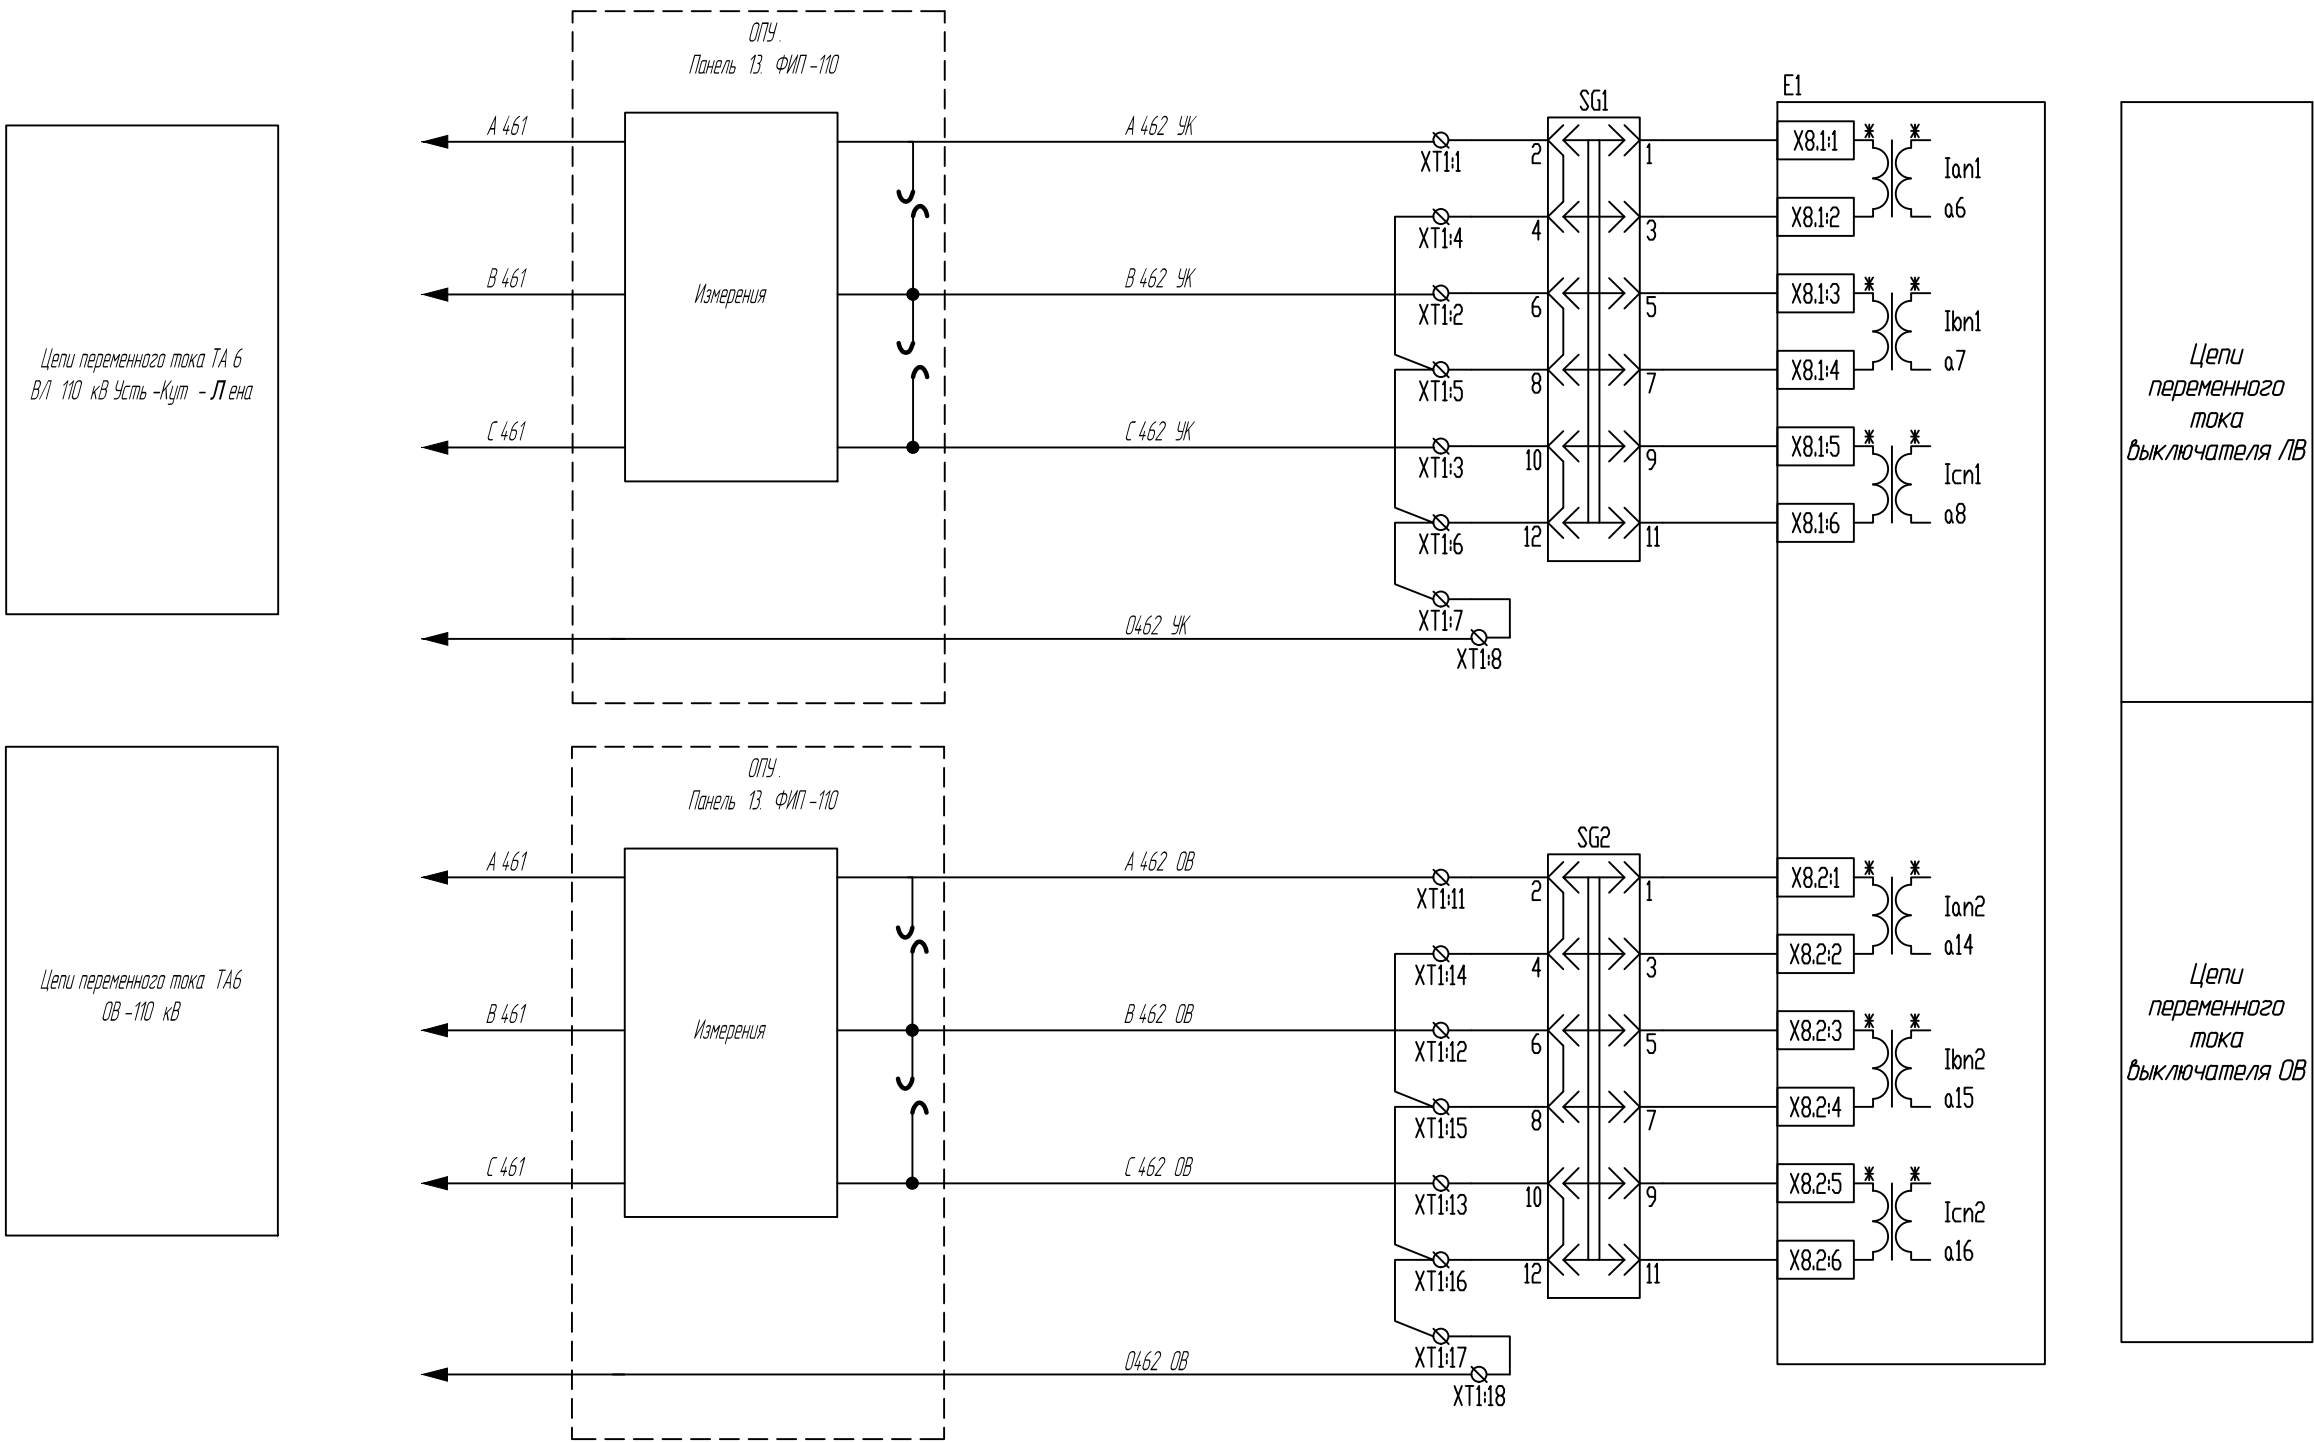 ОПУ.
Панель 13. ФИП-110
Цепи переменного тока ТА 6
ВЛ 110 кВ Усть-Кут - Лена
А 461
В 461
С 461
Измерения
А 462 УК
В 462 УК
С 462 УК
0462 УК
XT1:1
XT1:4
XT1:2
XT1:5
XT1:3
XT1:6
XT1:7
XT1:8
SG1
2
1
4
3
6
5
8
7
10
9
12
11
E1
X8.1:1
X8.1:2
X8.1:3
X8.1:4
X8.1:5
X8.1:6
Ian1
a6
Ibn1
a7
Icn1
a8
Цепи
переменного
тока
выключателя ЛВ
ОПУ.
Панель 13. ФИП-110
Цепи переменного тока ТА6
ОВ-110 кВ
А 461
В 461
С 461
Измерения
А 462 ОВ
В 462 ОВ
С 462 ОВ
0462 ОВ
XT1:11
XT1:14
XT1:12
XT1:15
XT1:13
XT1:16
XT1:17
XT1:18
SG2
2
1
4
3
6
5
8
7
10
9
12
11
X8.2:1
X8.2:2
X8.2:3
X8.2:4
X8.2:5
X8.2:6
Ian2
a14
Ibn2
a15
Icn2
a16
Цепи
переменного
тока
выключателя ОВ